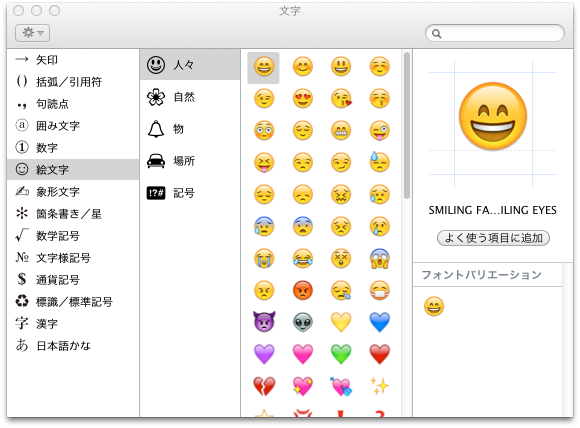 文字
→ 矢印
() 括弧／引用符
., 句読点
ⓐ 囲み文字
① 数字
絵文字
象形文字
箇条書き／星
√ 数学記号
№ 文字様記号
$ 通貨記号
標識／標準記号
字 漢字
あ 日本語かな
人々
自然
物
場所
!?# 記号
SMILING FA...ILING EYES
よく使う項目に追加
フォントバリエーション